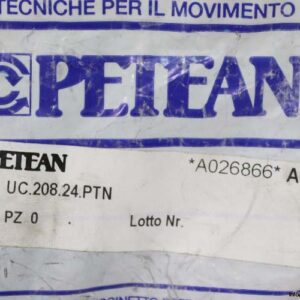 TECNICHE PER IL MOVIMENTO
PETEAN
PETEAN
*A026866* A
UC.208.24.PTN
PZ 0 Lotto Nr.